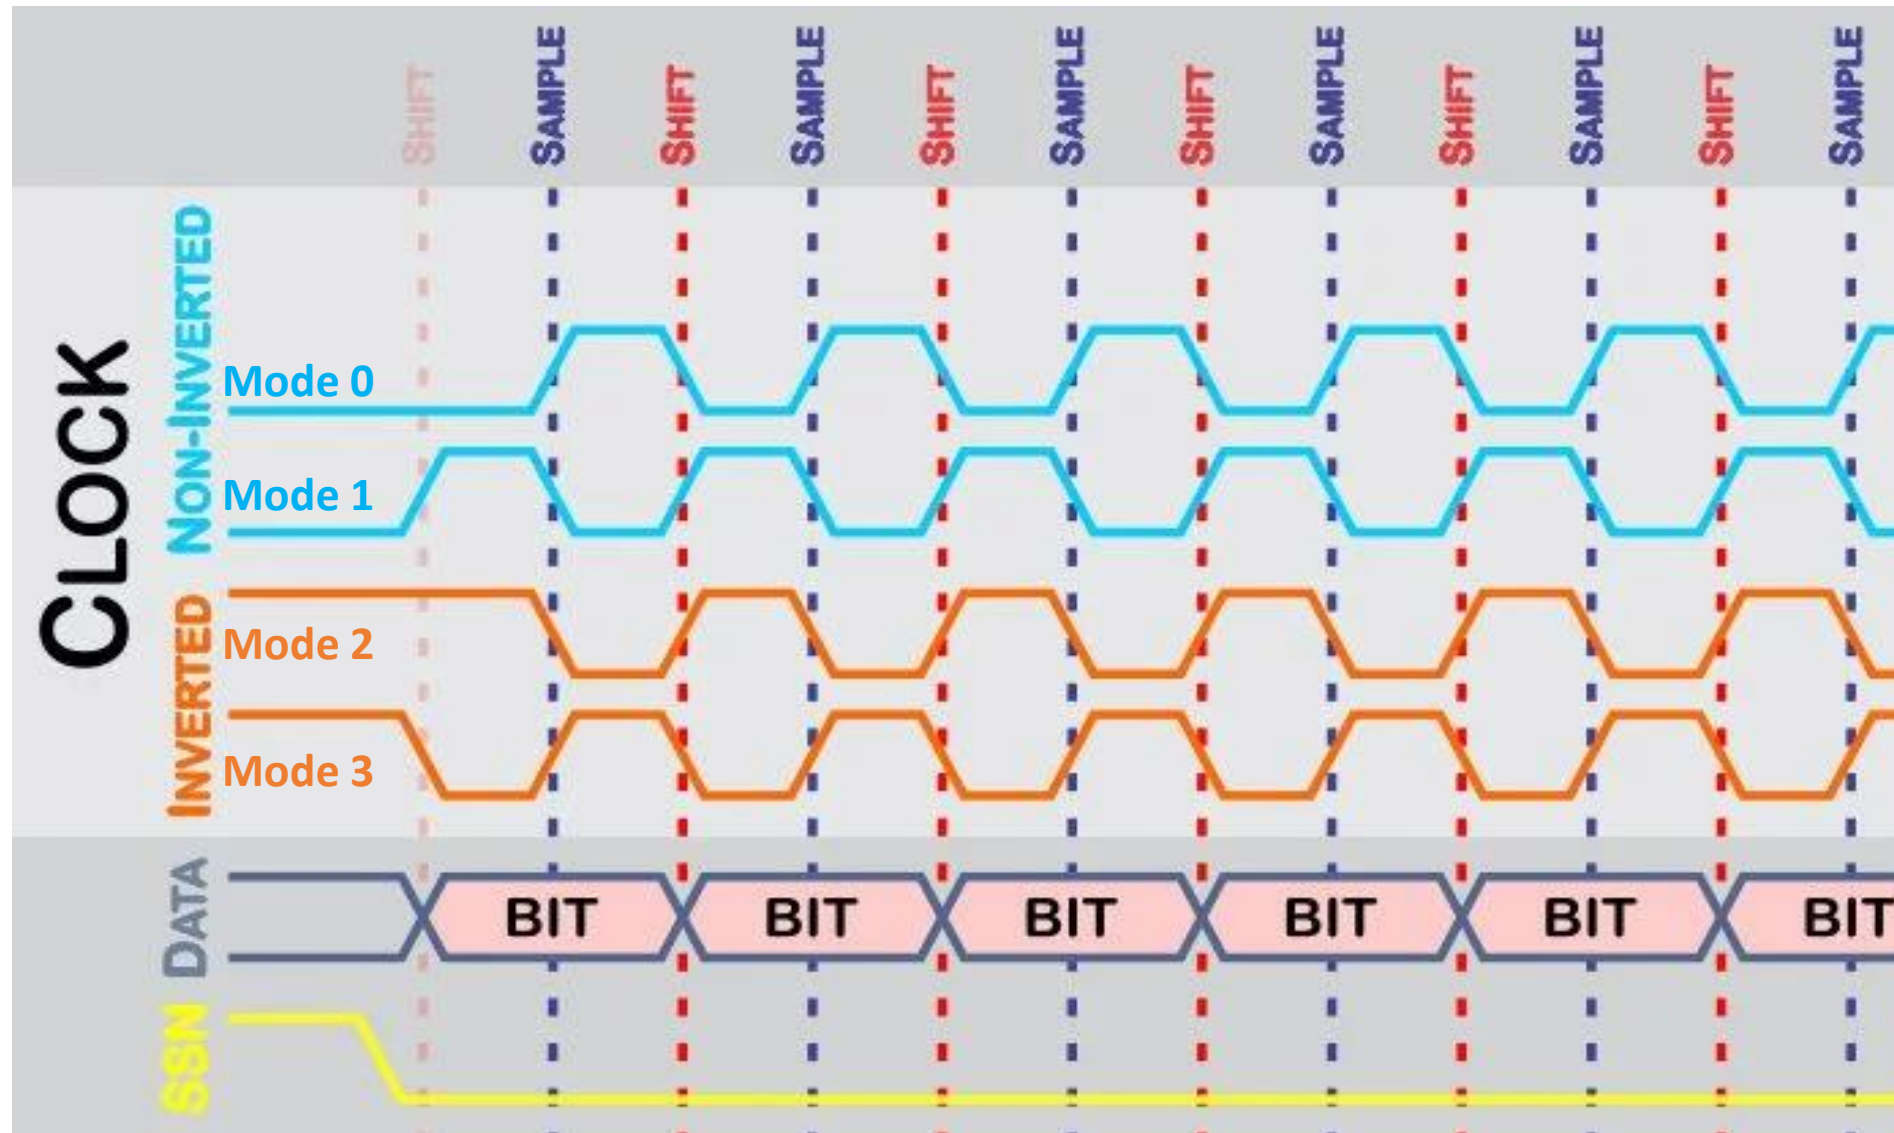 SHIFT SAMPLE SHIFT SAMPLE SHIFT SAMPLE SHIFT SAMPLE SHIFT SAMPLE SHIFT SAMPLE
CLOCK
NON-INVERTED
Mode 0
Mode 1
INVERTED
Mode 2
Mode 3
DATA
BIT BIT BIT BIT BIT BIT
SSN